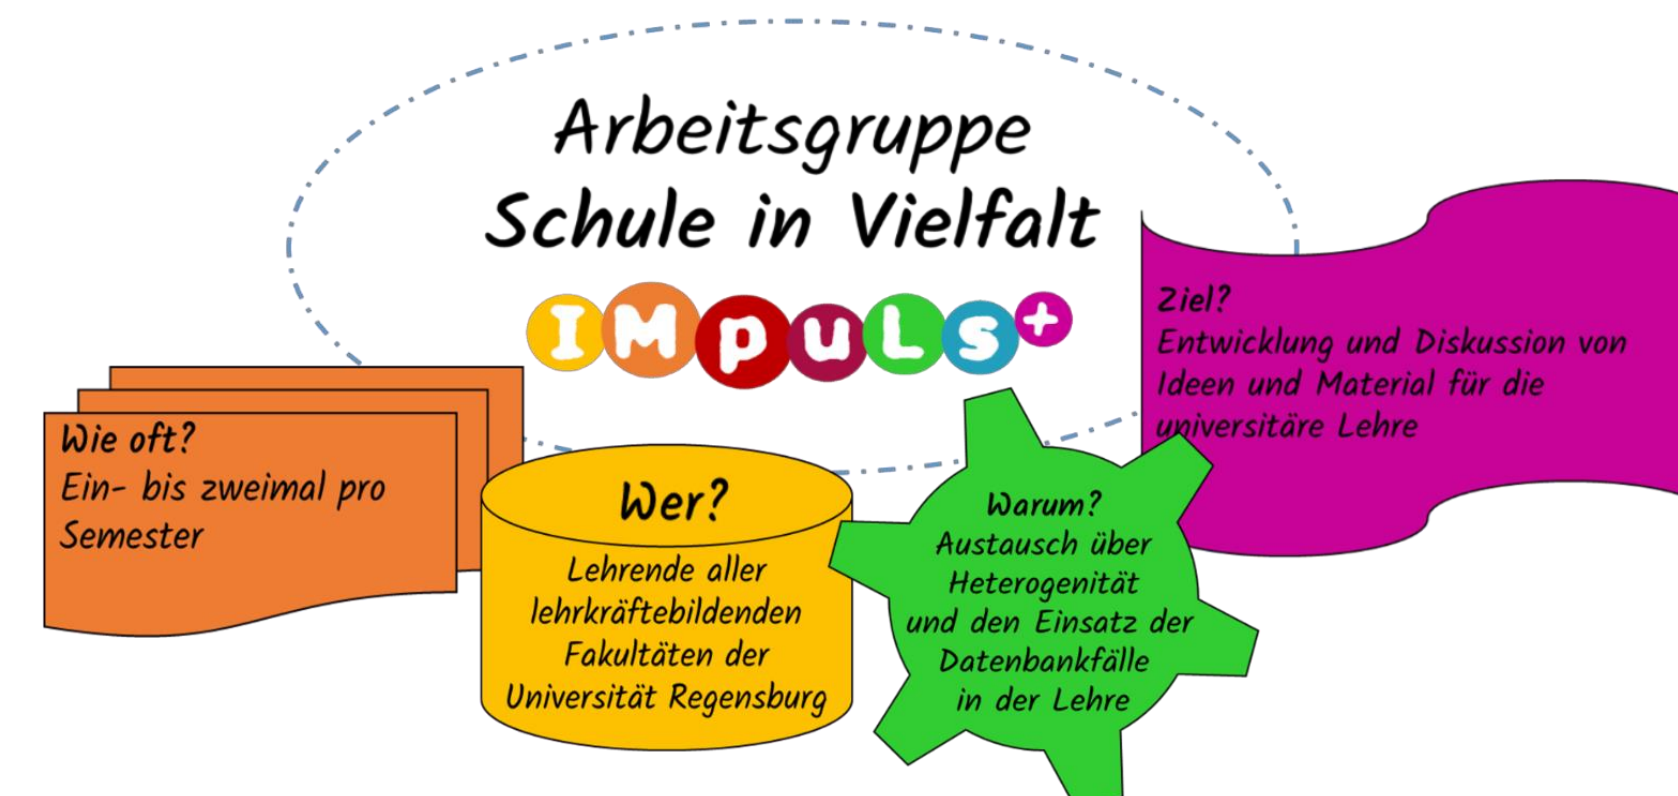 Arbeitsgruppe
Schule in Vielfalt
IMpuLs+
Wie oft?
Ein- bis zweimal pro
Semester
Wer?
Lehrende aller
lehrkräftebildenden
Fakultäten der
Universität Regensburg
Warum?
Austausch über
Heterogenität
und den Einsatz der
Datenbankfälle
in der Lehre
Ziel?
Entwicklung und Diskussion von
Ideen und Material für die
universitäre Lehre